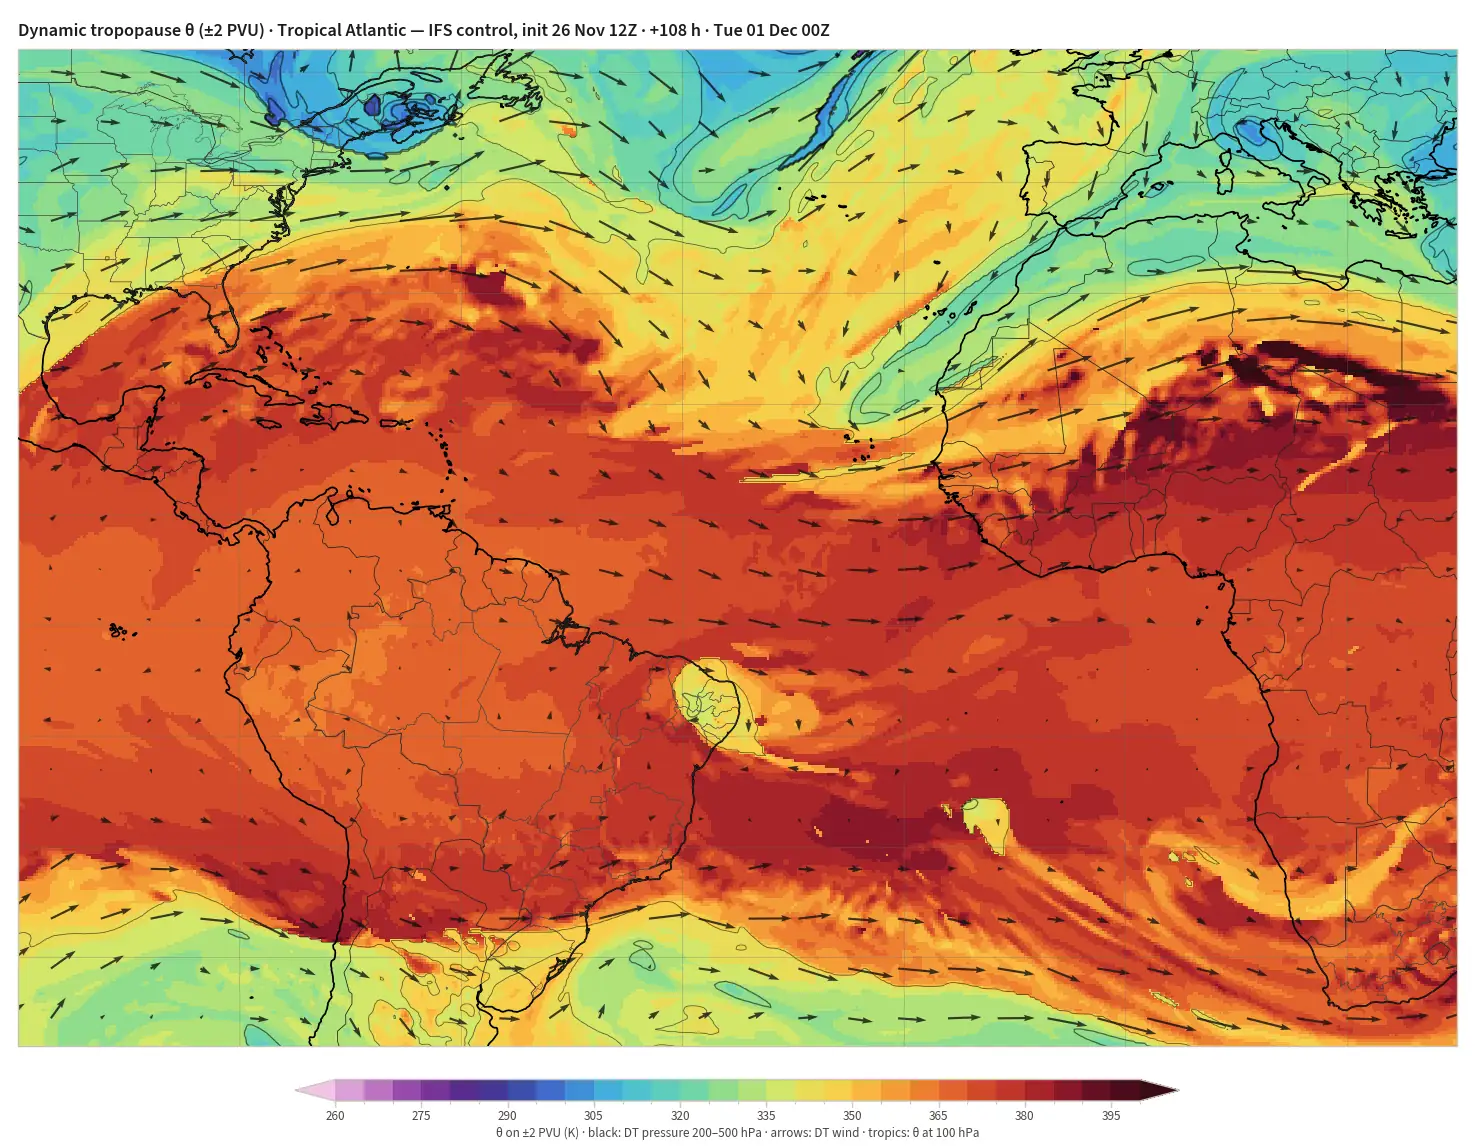 Dynamic tropopause θ (±2 PVU) · Tropical Atlantic — IFS control, init 26 Nov 12Z · +108 h · Tue 01 Dec 00Z
260 275 290 305 320 335 350 365 380 395
θ on ±2 PVU (K) · black: DT pressure 200–500 hPa · arrows: DT wind · tropics: θ at 100 hPa